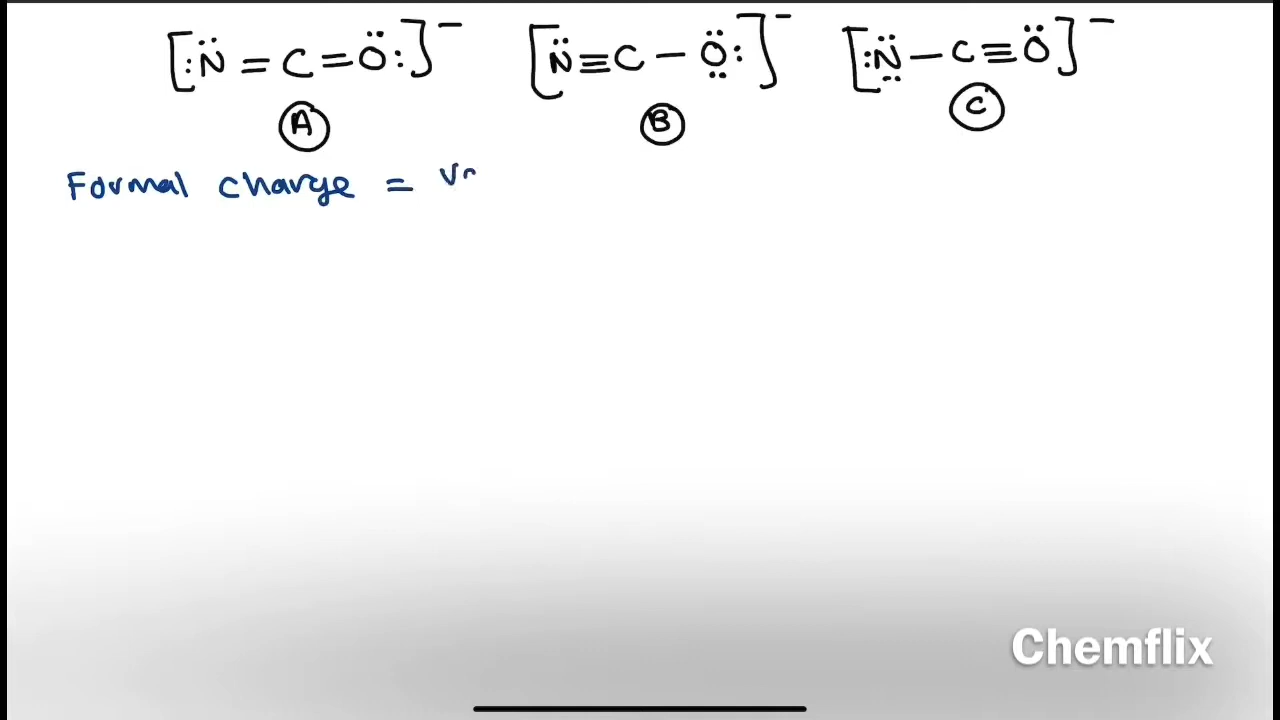 [:N̈ = C = Ö:]⁻ [N̈ ≡ C – Ö̤:]⁻ [:N̤̈ – C ≡ Ö]⁻
A B C
Formal charge =
Chemflix